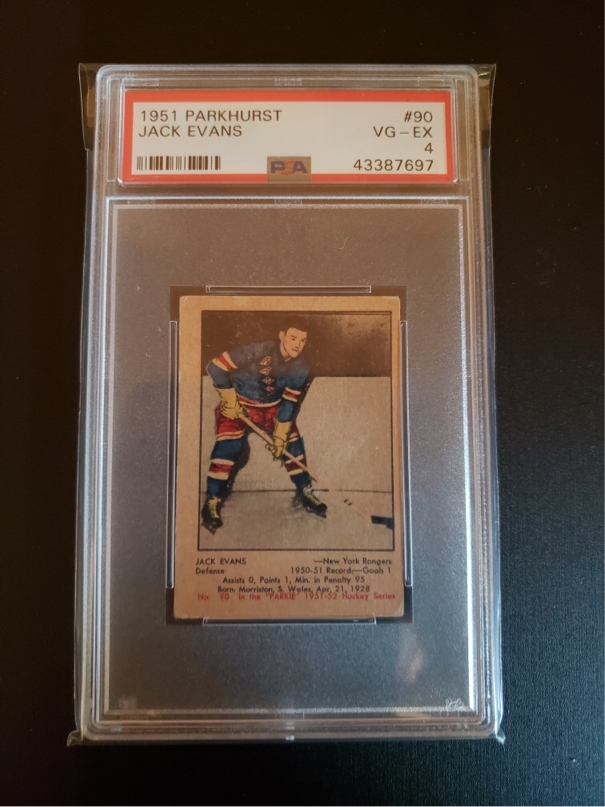 1951 PARKHURST #90
JACK EVANS VG-EX
4
PSA 43387697
JACK EVANS —New York Rangers
Defense 1950-51 Record:—Goals 1
Assists 0, Points 1, Min. in Penalty 95
Born: Morriston, S. Wales, Apr. 21, 1928
No. 90 in the "PARKIE" 1951-52 Hockey Series